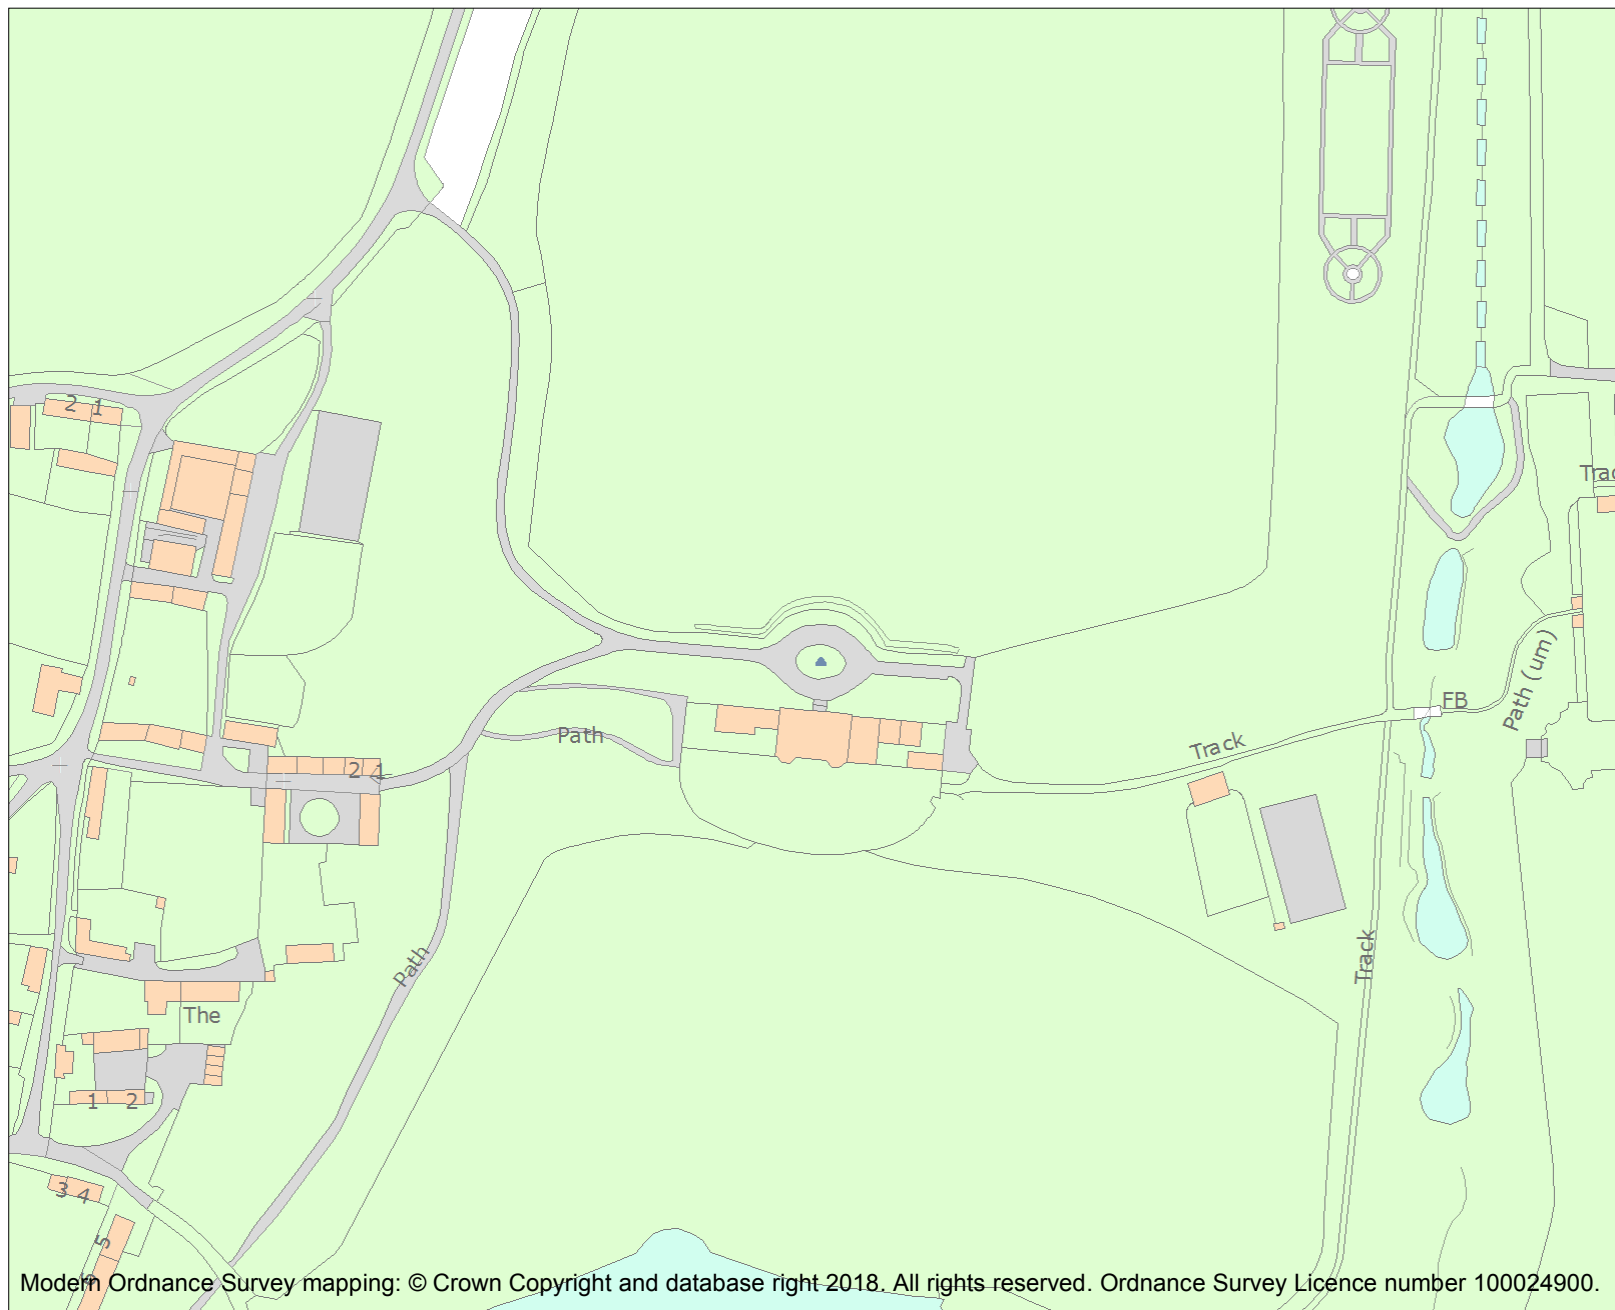 2 1
Trac
FB
Path (um)
Path
Track
2 1
Track
Path
The
1 2
3 4
5
6
Modern Ordnance Survey mapping: © Crown Copyright and database right 2018. All rights reserved. Ordnance Survey Licence number 100024900.